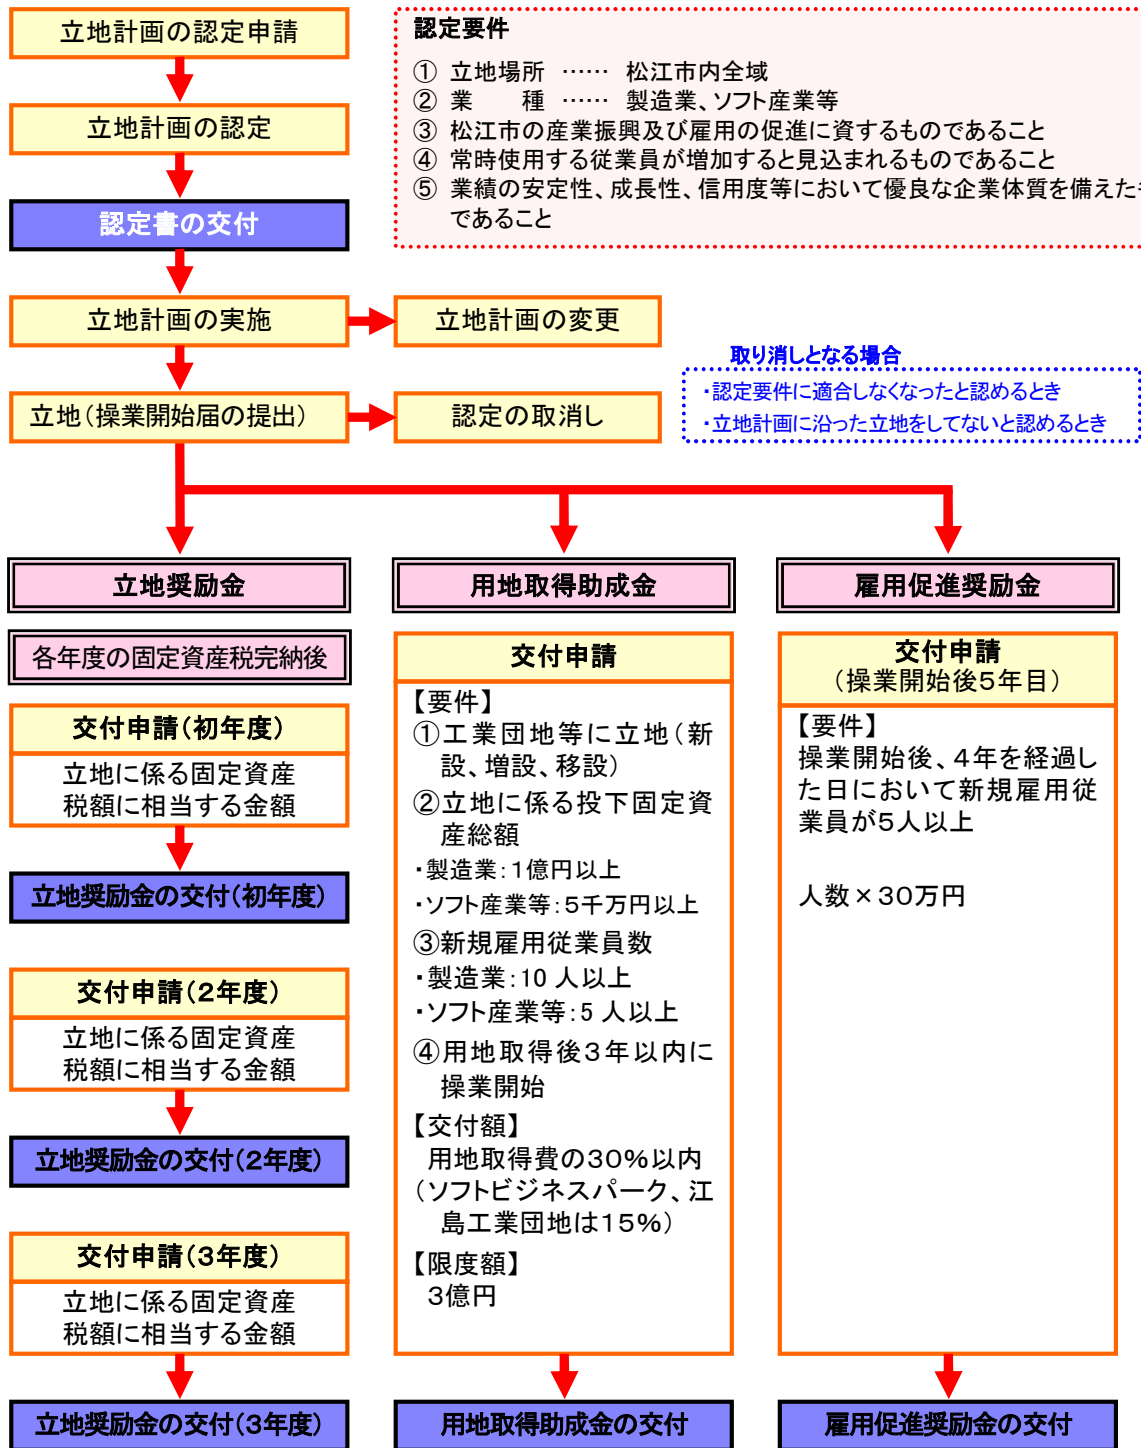 立地計画の認定申請
立地計画の認定
認定書の交付
認定要件
① 立地場所 …… 松江市内全域
② 業　　種 …… 製造業、ソフト産業等
③ 松江市の産業振興及び雇用の促進に資するものであること
④ 常時使用する従業員が増加すると見込まれるものであること
⑤ 業績の安定性、成長性、信用度等において優良な企業体質を備えた
であること
立地計画の実施
立地計画の変更
取り消しとなる場合
・認定要件に適合しなくなったと認めるとき
・立地計画に沿った立地をしてないと認めるとき
立地（操業開始届の提出）
認定の取消し
立地奨励金
各年度の固定資産税完納後
交付申請（初年度）
立地に係る固定資産
税額に相当する金額
立地奨励金の交付（初年度）
交付申請（２年度）
立地に係る固定資産
税額に相当する金額
立地奨励金の交付（２年度）
交付申請（３年度）
立地に係る固定資産
税額に相当する金額
立地奨励金の交付（３年度）
用地取得助成金
交付申請
【要件】
①工業団地等に立地（新
設、増設、移設）
②立地に係る投下固定資
産総額
・製造業：１億円以上
・ソフト産業等：５千万円以上
③新規雇用従業員数
・製造業：10 人以上
・ソフト産業等：5 人以上
④用地取得後３年以内に
操業開始
【交付額】
用地取得費の３０％以内
（ソフトビジネスパーク、江
島工業団地は１５％）
【限度額】
３億円
用地取得助成金の交付
雇用促進奨励金
交付申請
（操業開始後５年目）
【要件】
操業開始後、４年を経過し
た日において新規雇用従
業員が５人以上
人数×３０万円
雇用促進奨励金の交付